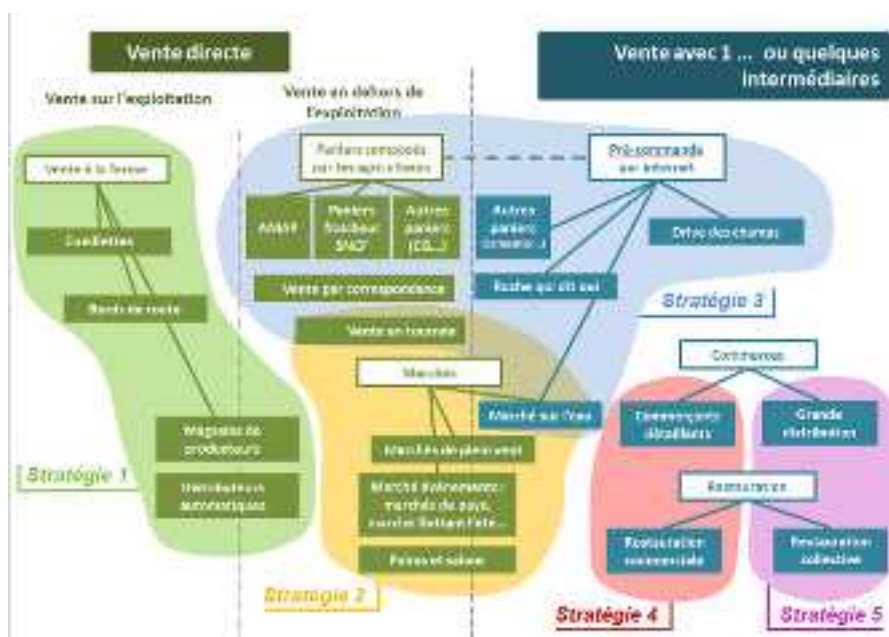 Vente directe
Vente avec 1 ... ou quelques
intermédiaires
Vente sur l'exploitation
Vente en dehors de
l'exploitation
Paniers composés
par les agriculteurs
Pré-commande
par internet
Vente à la ferme
AMAP
Paniers
fraîcheur
SNCF
Autres
paniers
(CE...)
Autres
paniers
Drive des champs
Cueillettes
Bords de route
Vente par correspondance
Ruche qui dit oui
Stratégie 3
Vente en tournée
Marchés
Commerces
Marché sur l'eau
Commerçants
détaillants
Grande
distribution
Magasins de
producteurs
Marchés de plein vent
Stratégie 1
Distributeurs
automatiques
Marché événements :
marchés de pays,
marché flottant l'été...
Restauration
Foires et salons
Restauration
commerciale
Restauration
collective
Stratégie 2
Stratégie 4
Stratégie 5